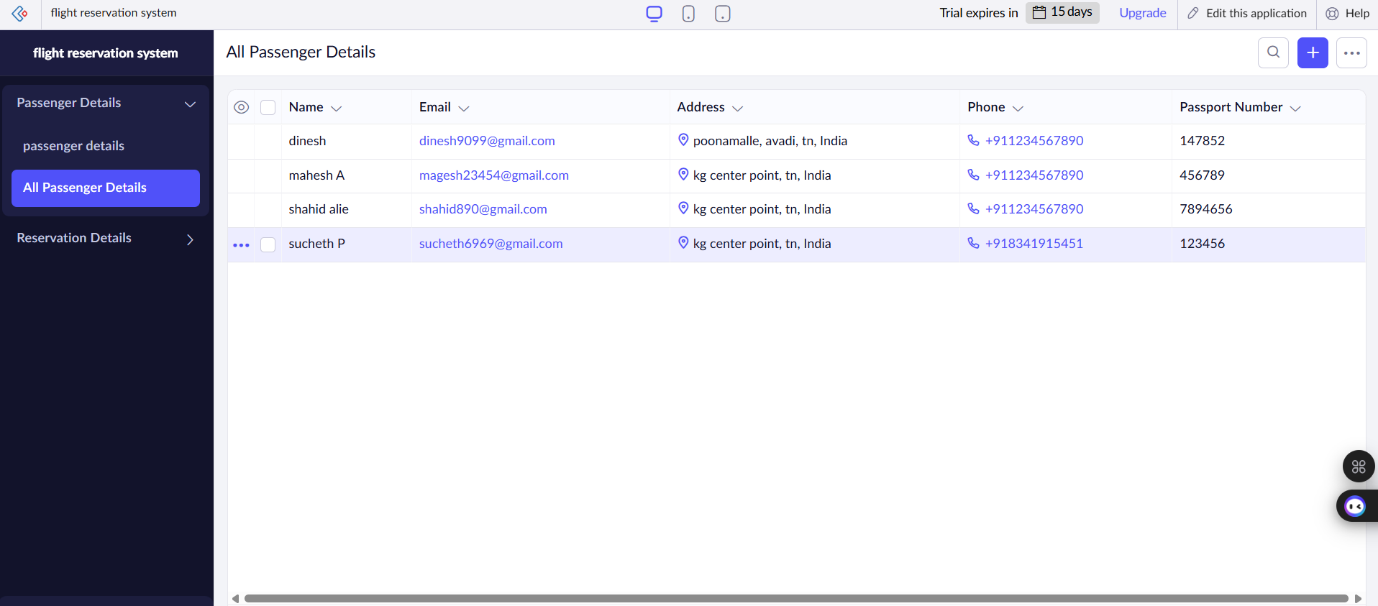 flight reservation system Trial expires in 15 days Upgrade Edit this application Help
flight reservation system
All Passenger Details
Passenger Details
passenger details
All Passenger Details
Reservation Details
Name Email Address Phone Passport Number
dinesh dinesh9099@gmail.com poonamalle, avadi, tn, India +911234567890 147852
mahesh A magesh23454@gmail.com kg center point, tn, India +911234567890 456789
shahid alie shahid890@gmail.com kg center point, tn, India +911234567890 7894656
sucheth P sucheth6969@gmail.com kg center point, tn, India +918341915451 123456